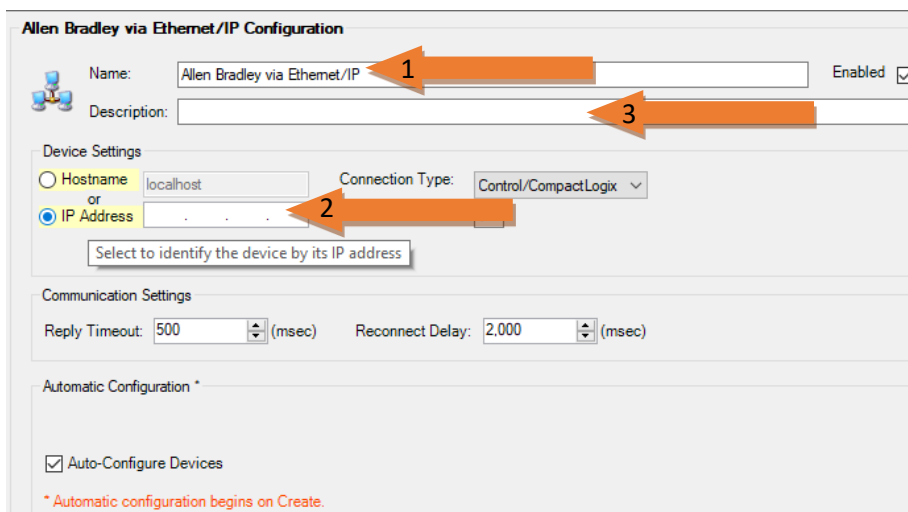 Allen Bradley via Ethernet/IP Configuration
Name: Allen Bradley via Ethernet/IP 1 Enabled
Description: 3
Device Settings
Hostname localhost Connection Type: Control/CompactLogix
or
IP Address . . . 2
Select to identify the device by its IP address
Communication Settings
Reply Timeout: 500 (msec) Reconnect Delay: 2,000 (msec)
Automatic Configuration *
Auto-Configure Devices
* Automatic configuration begins on Create.